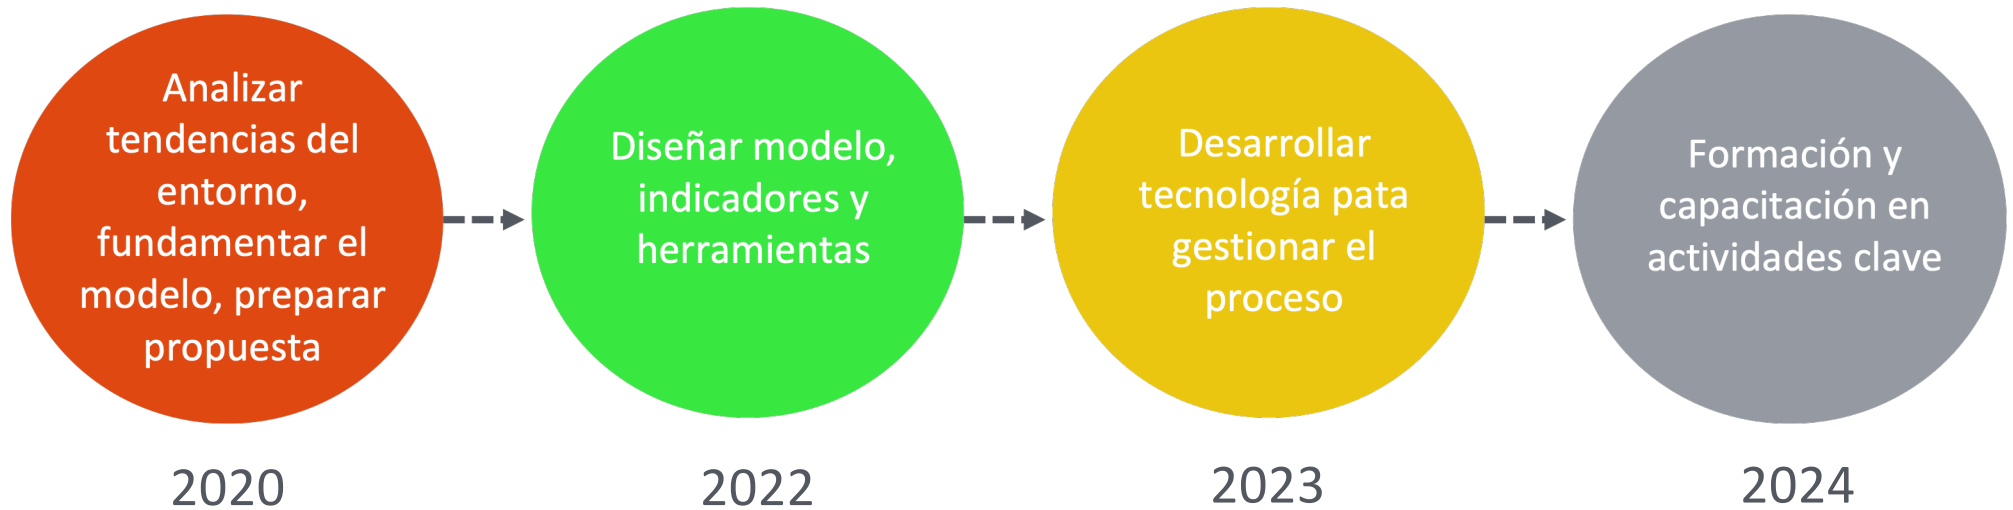 Analizar
tendencias del
entorno,
fundamentar el
modelo, preparar
propuesta
Diseñar modelo,
indicadores y
herramientas
Desarrollar
tecnología pata
gestionar el
proceso
Formación y
capacitación en
actividades clave
2020
2022
2023
2024